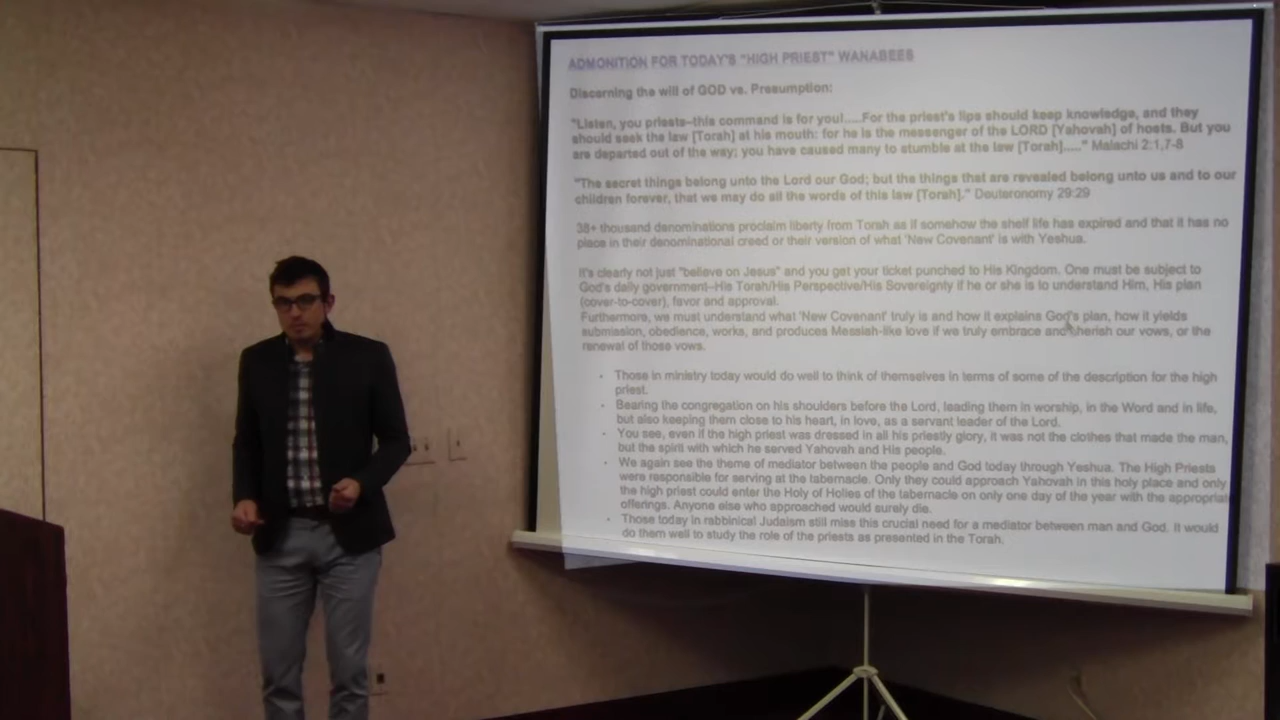 ADMONITION FOR TODAY'S "HIGH PRIEST" WANABEES
Discerning the will of GOD vs. Presumption:
"Listen, you priests–this command is for you!.....For the priest's lips should keep knowledge, and they
should seek the law [Torah] at his mouth: for he is the messenger of the LORD [Yahovah] of hosts. But you
are departed out of the way; you have caused many to stumble at the law [Torah]....." Malachi 2:1,7-8
"The secret things belong unto the Lord our God; but the things that are revealed belong unto us and to our
children forever, that we may do all the words of this law [Torah]." Deuteronomy 29:29
38+ thousand denominations proclaim liberty from Torah as if somehow the shelf life has expired and that it has no
place in their denominational creed or their version of what 'New Covenant' is with Yeshua.
It's clearly not just "believe on Jesus" and you get your ticket punched to His Kingdom. One must be subject to
God's daily government–His Torah/His Perspective/His Sovereignty if he or she is to understand Him, His plan
(cover-to-cover), favor and approval.
Furthermore, we must understand what 'New Covenant' truly is and how it explains God's plan, how it yields
submission, obedience, works, and produces Messiah-like love if we truly embrace and cherish our vows, or the
renewal of those vows.
• Those in ministry today would do well to think of themselves in terms of some of the description for the high
priest.
• Bearing the congregation on his shoulders before the Lord, leading them in worship, in the Word and in life,
but also keeping them close to his heart, in love, as a servant leader of the Lord.
• You see, even if the high priest was dressed in all his priestly glory, it was not the clothes that made the man,
but the spirit with which he served Yahovah and His people.
• We again see the theme of mediator between the people and God today through Yeshua. The High Priests
were responsible for serving at the tabernacle. Only they could approach Yahovah in this holy place and only
the high priest could enter the Holy of Holies of the tabernacle on only one day of the year with the appropriat
offerings. Anyone else who approached would surely die.
• Those today in rabbinical Judaism still miss this crucial need for a mediator between man and God. It would
do them well to study the role of the priests as presented in the Torah.